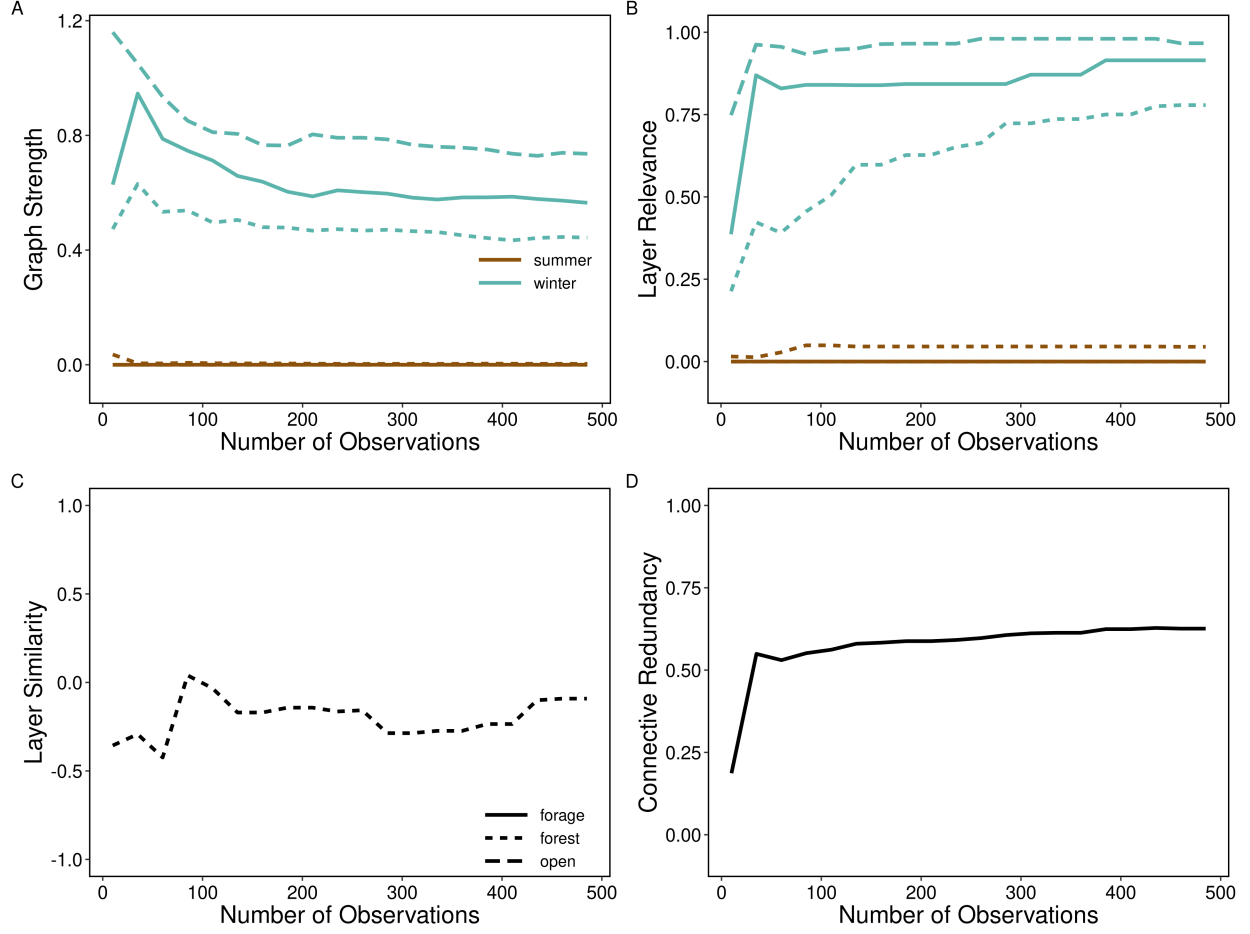 A
1.2
0.8
0.4
0.0
Graph Strength
summer
winter
0 100 200 300 400 500
Number of Observations
B
1.00
0.75
0.50
0.25
0.00
Layer Relevance
0 100 200 300 400 500
Number of Observations
C
1.0
0.5
0.0
-0.5
-1.0
Layer Similarity
forage
forest
open
0 100 200 300 400 500
Number of Observations
D
1.00
0.75
0.50
0.25
0.00
Connective Redundancy
0 100 200 300 400 500
Number of Observations